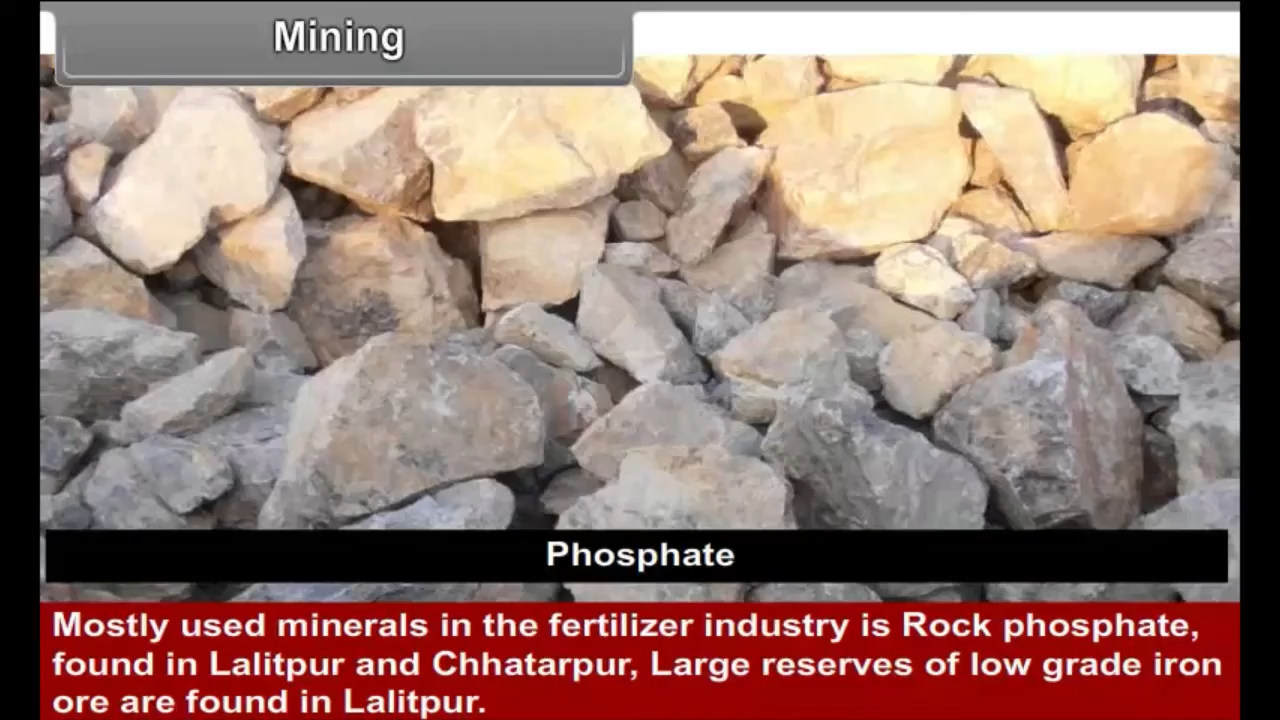 Mining
Phosphate
Mostly used minerals in the fertilizer industry is Rock phosphate,
found in Lalitpur and Chhatarpur, Large reserves of low grade iron
ore are found in Lalitpur.